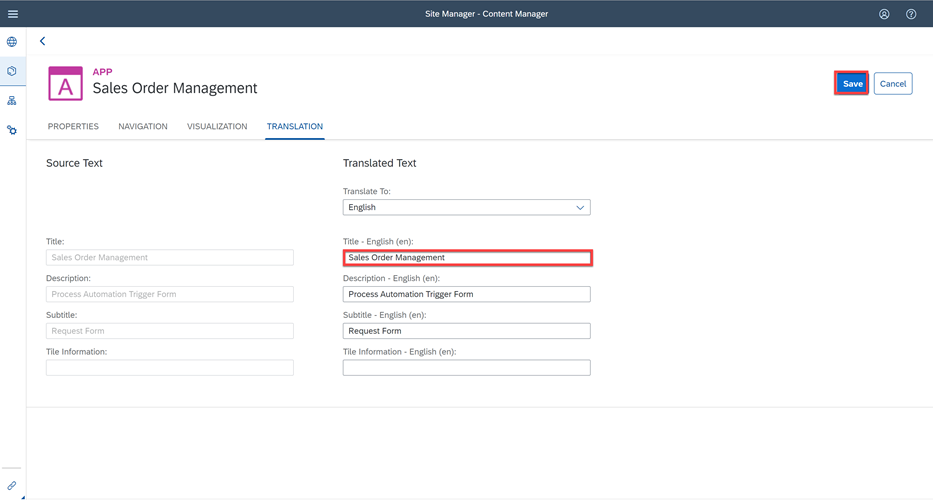 Site Manager - Content Manager
APP
A
Sales Order Management
Save
Cancel
PROPERTIES
NAVIGATION
VISUALIZATION
TRANSLATION
Source Text
Translated Text
Translate To:
English
Title:
Title - English (en):
Sales Order Management
Sales Order Management
Description:
Description - English (en):
Process Automation Trigger Form
Process Automation Trigger Form
Subtitle:
Subtitle - English (en):
Request Form
Request Form
Tile Information:
Tile Information - English (en):